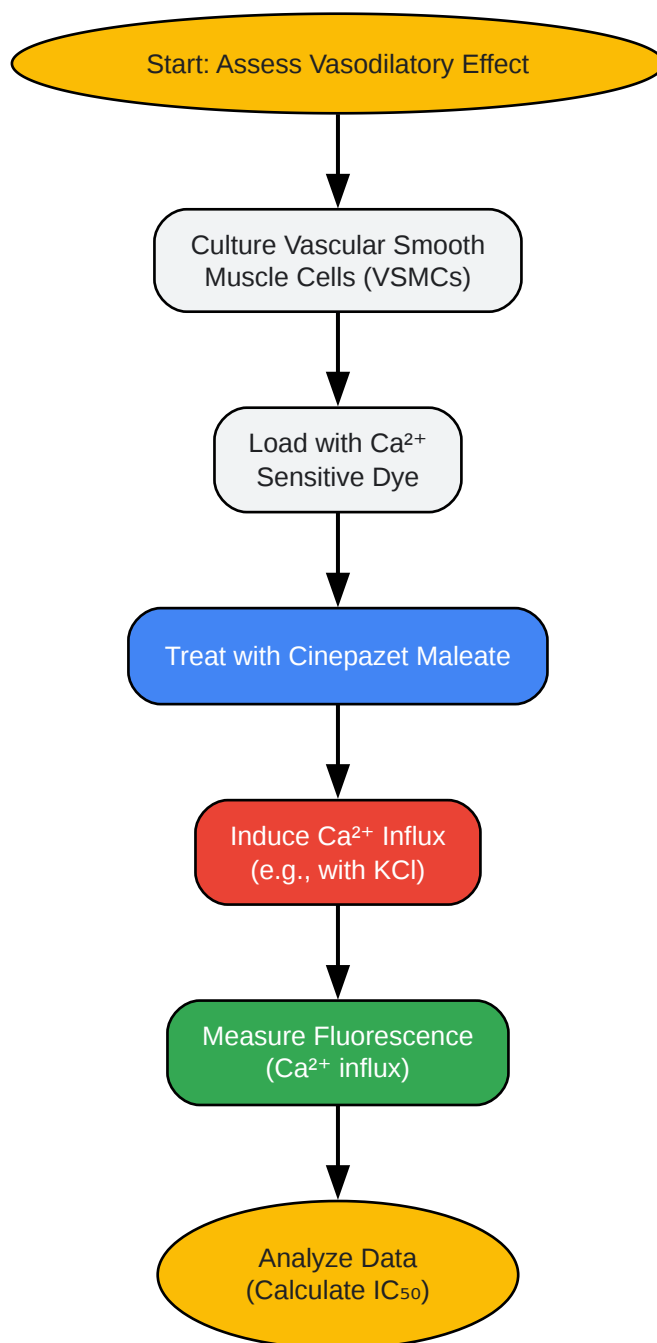 Start: Assess Vasodilatory Effect
Culture Vascular Smooth
Muscle Cells (VSMCs)
Load with Ca²⁺
Sensitive Dye
Treat with Cinepazet Maleate
Induce Ca²⁺ Influx
(e.g., with KCl)
Measure Fluorescence
(Ca²⁺ influx)
Analyze Data
(Calculate IC₅₀)